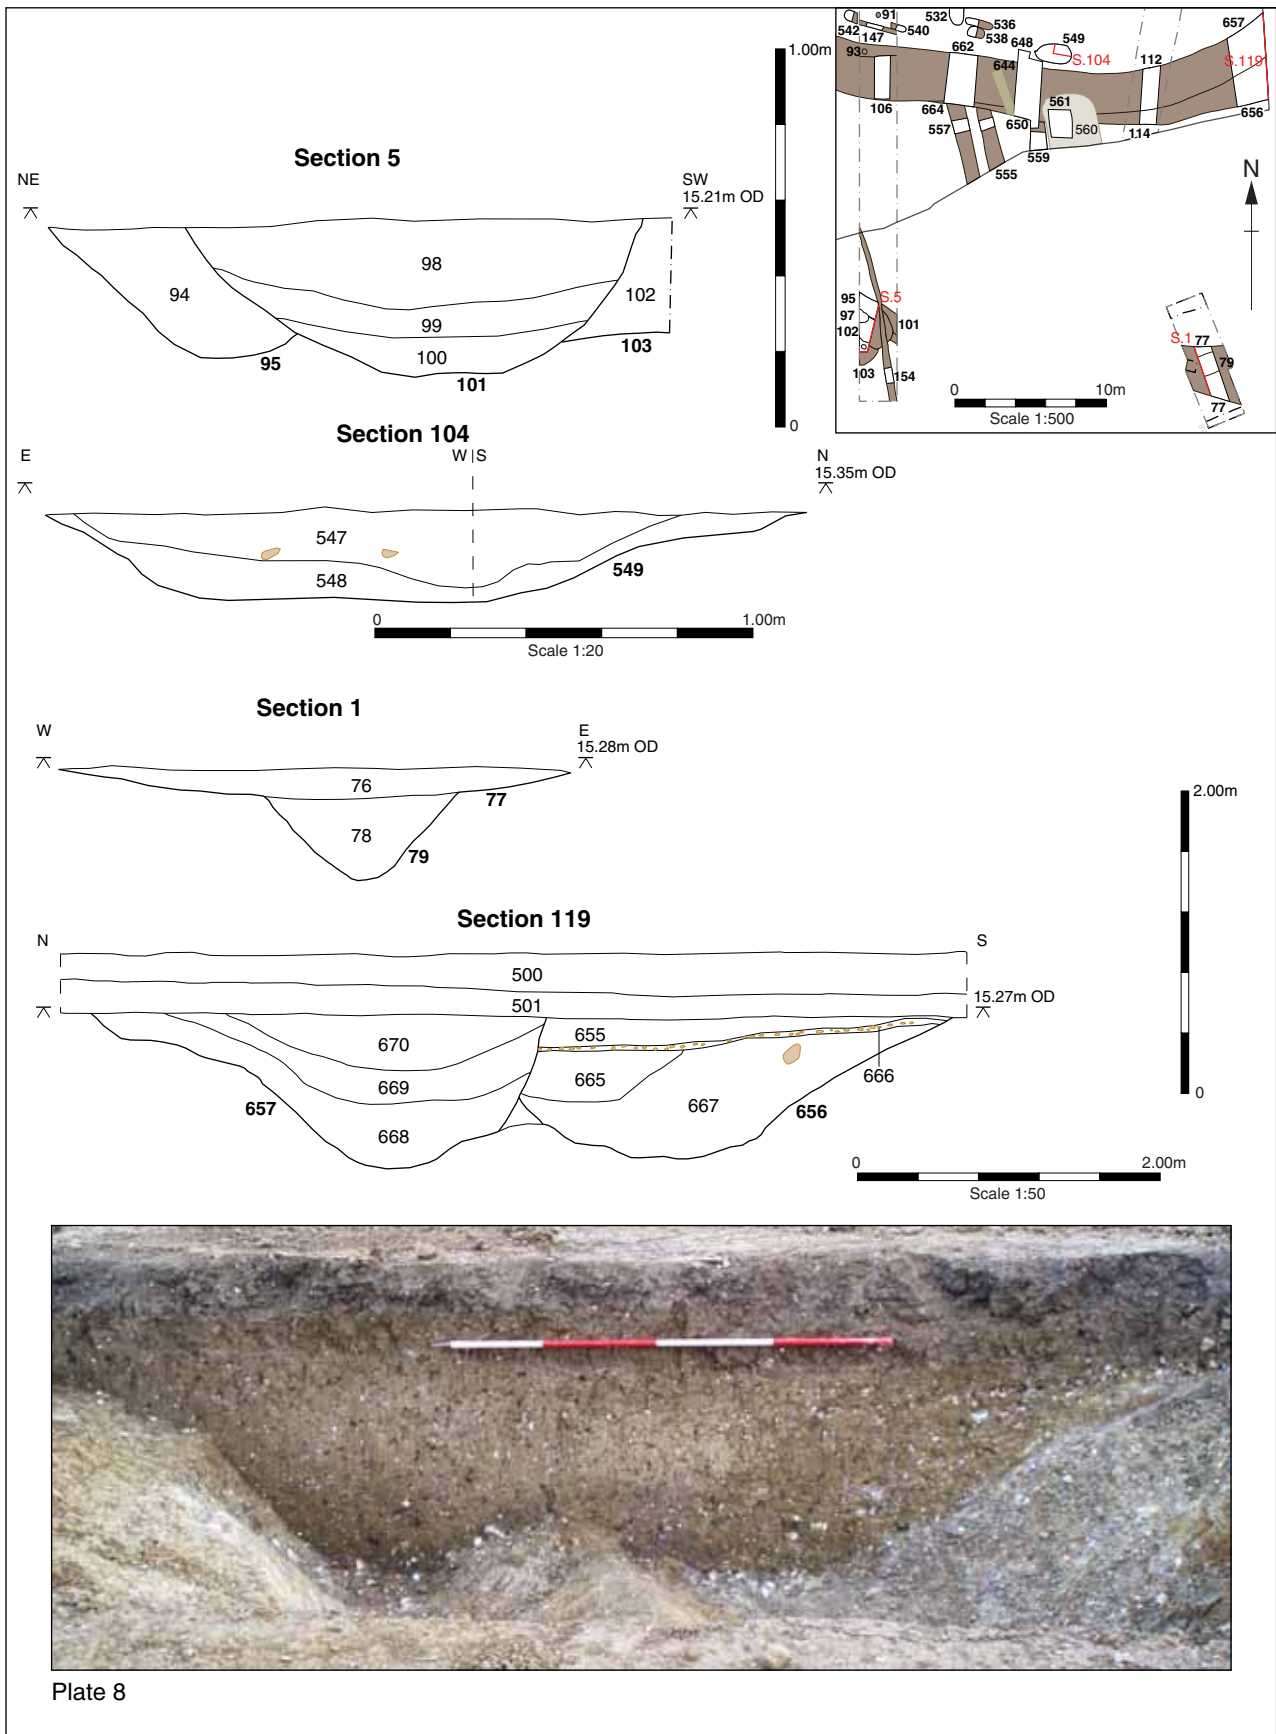 Section 5
NE
SW
15.21m OD
98
94
102
99
100
95
101
103
1.00m
0
Section 104
E
W S
N
15.35m OD
547
548
549
0
1.00m
Scale 1:20
Section 1
W
E
15.28m OD
76
77
78
79
Section 119
N
S
500
501
15.27m OD
670
655
669
665
666
657
667
656
668
2.00m
0
0
2.00m
Scale 1:50
91
532
536
657
542
147
540
538
648
549
93
662
S.104
112
S.119
644
106
664
561
557
650
560
114
656
559
555
N
95
S.5
97
101
102
103
154
S.1
77
79
77
0
10m
Scale 1:500
Plate 8